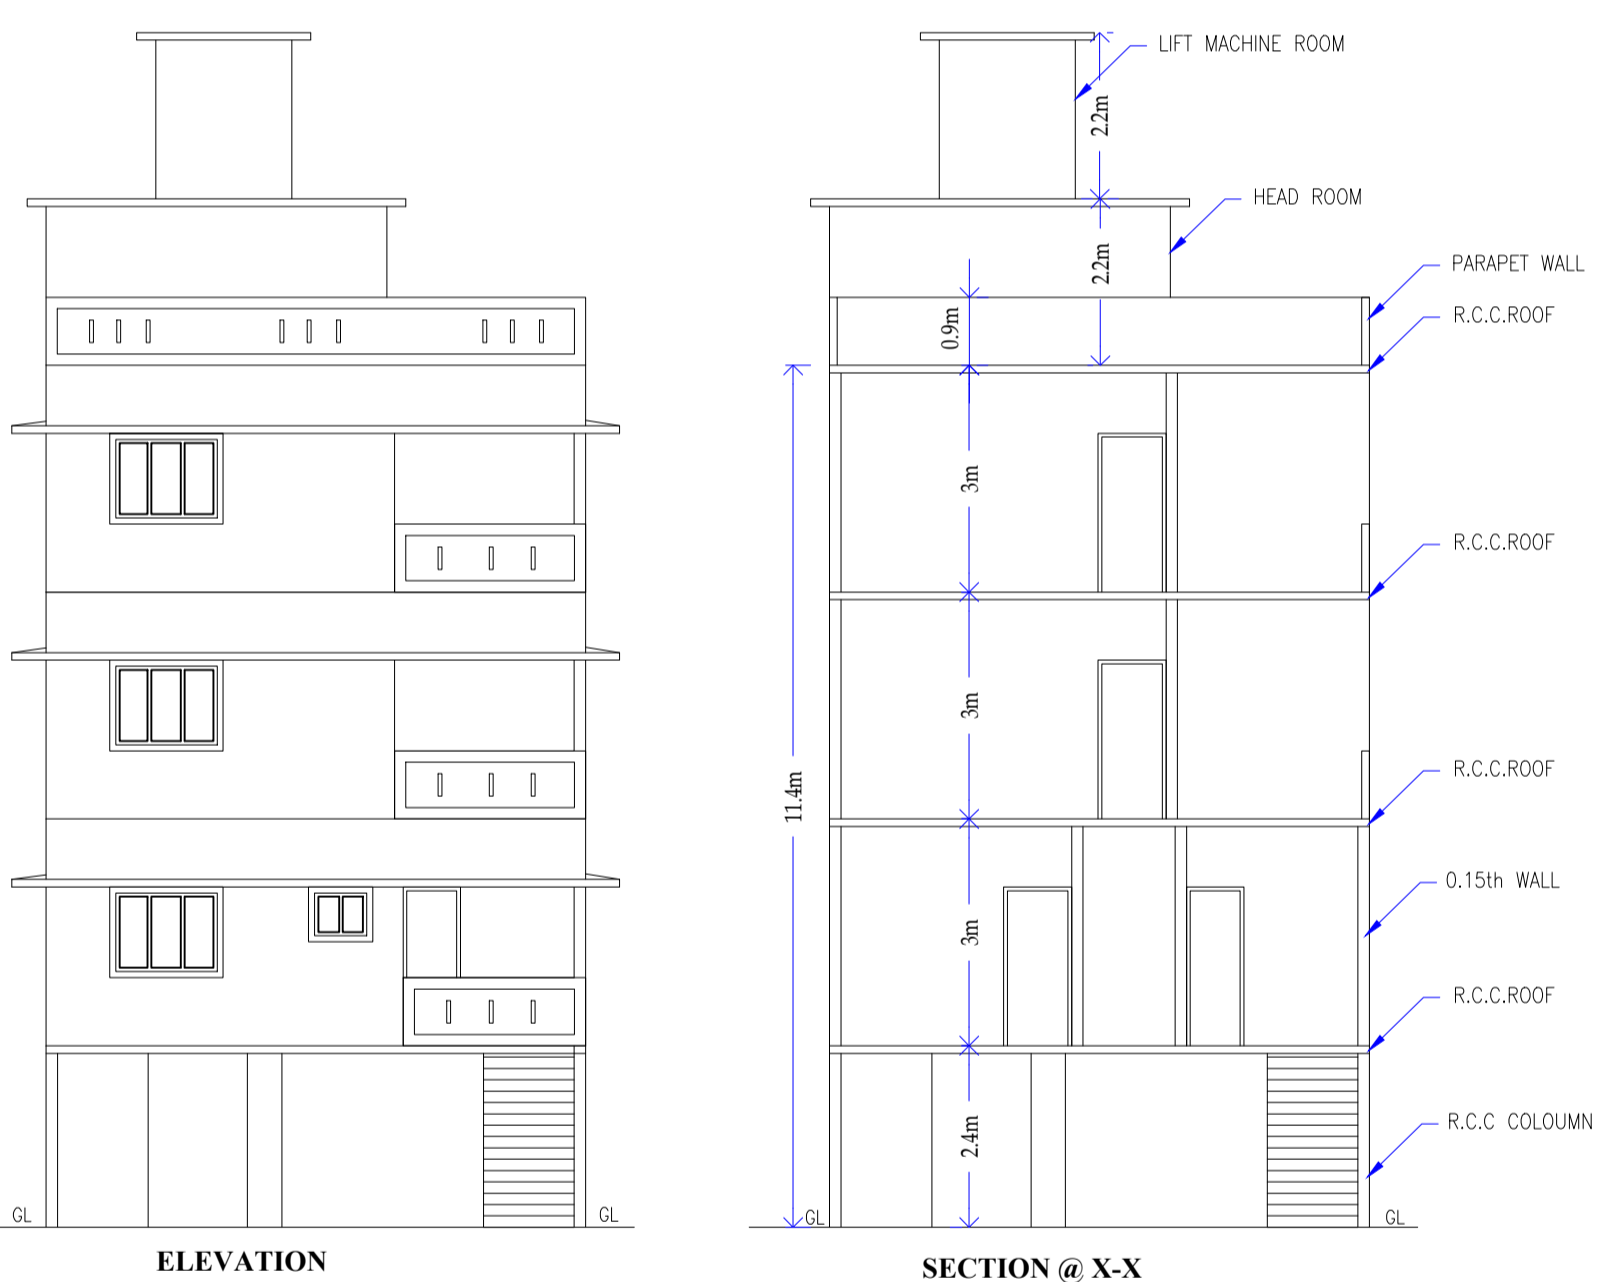 LIFT MACHINE ROOM
2.2m
HEAD ROOM
2.2m
PARAPET WALL
0.9m
R.C.C.ROOF
3m
R.C.C.ROOF
3m
11.4m
R.C.C.ROOF
0.15th WALL
3m
R.C.C.ROOF
2.4m
R.C.C COLOUMN
GL
GL
GL
GL
ELEVATION
SECTION @ X-X